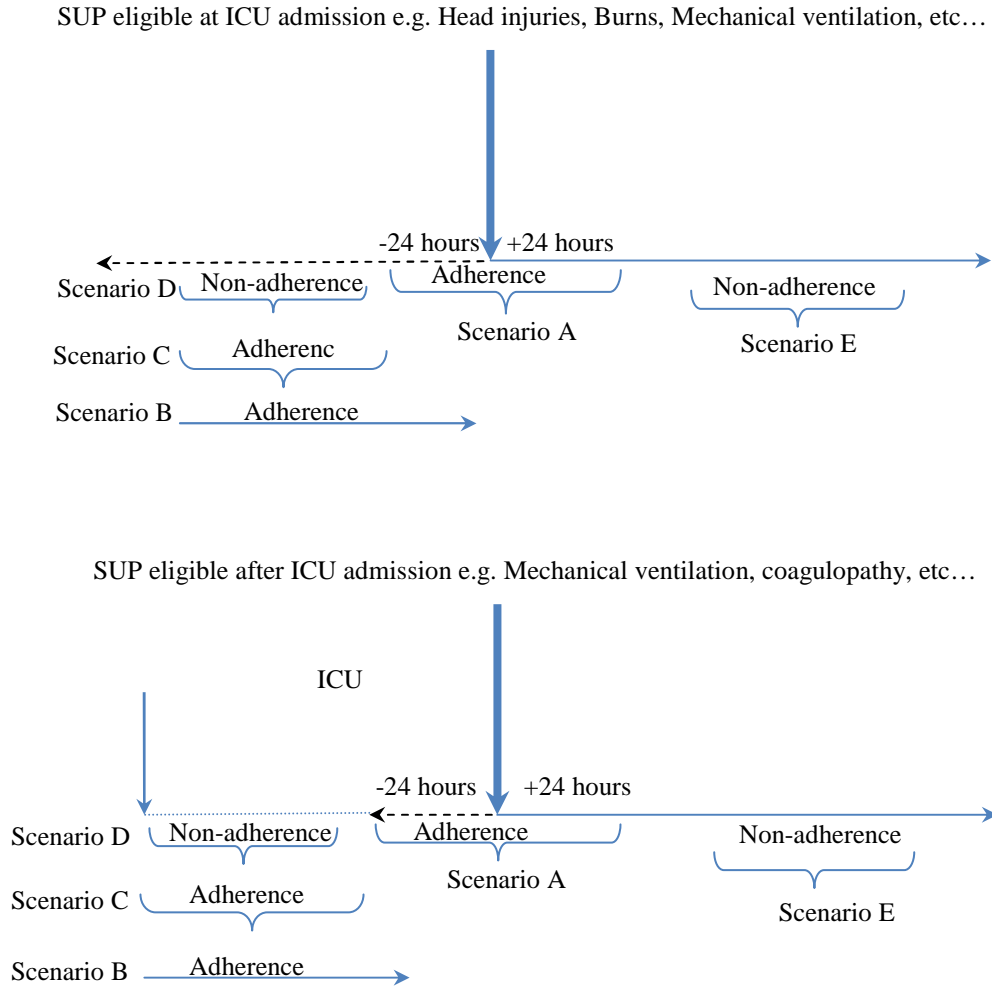 SUP eligible at ICU admission e.g. Head injuries, Burns, Mechanical ventilation, etc…
-24 hours +24 hours
Scenario D Non-adherence Adherence Non-adherence
Scenario A Scenario E
Scenario C Adherenc
Scenario B Adherence
SUP eligible after ICU admission e.g. Mechanical ventilation, coagulopathy, etc…
ICU
-24 hours +24 hours
Scenario D Non-adherence Adherence Non-adherence
Scenario A
Scenario C Adherence Scenario E
Scenario B Adherence